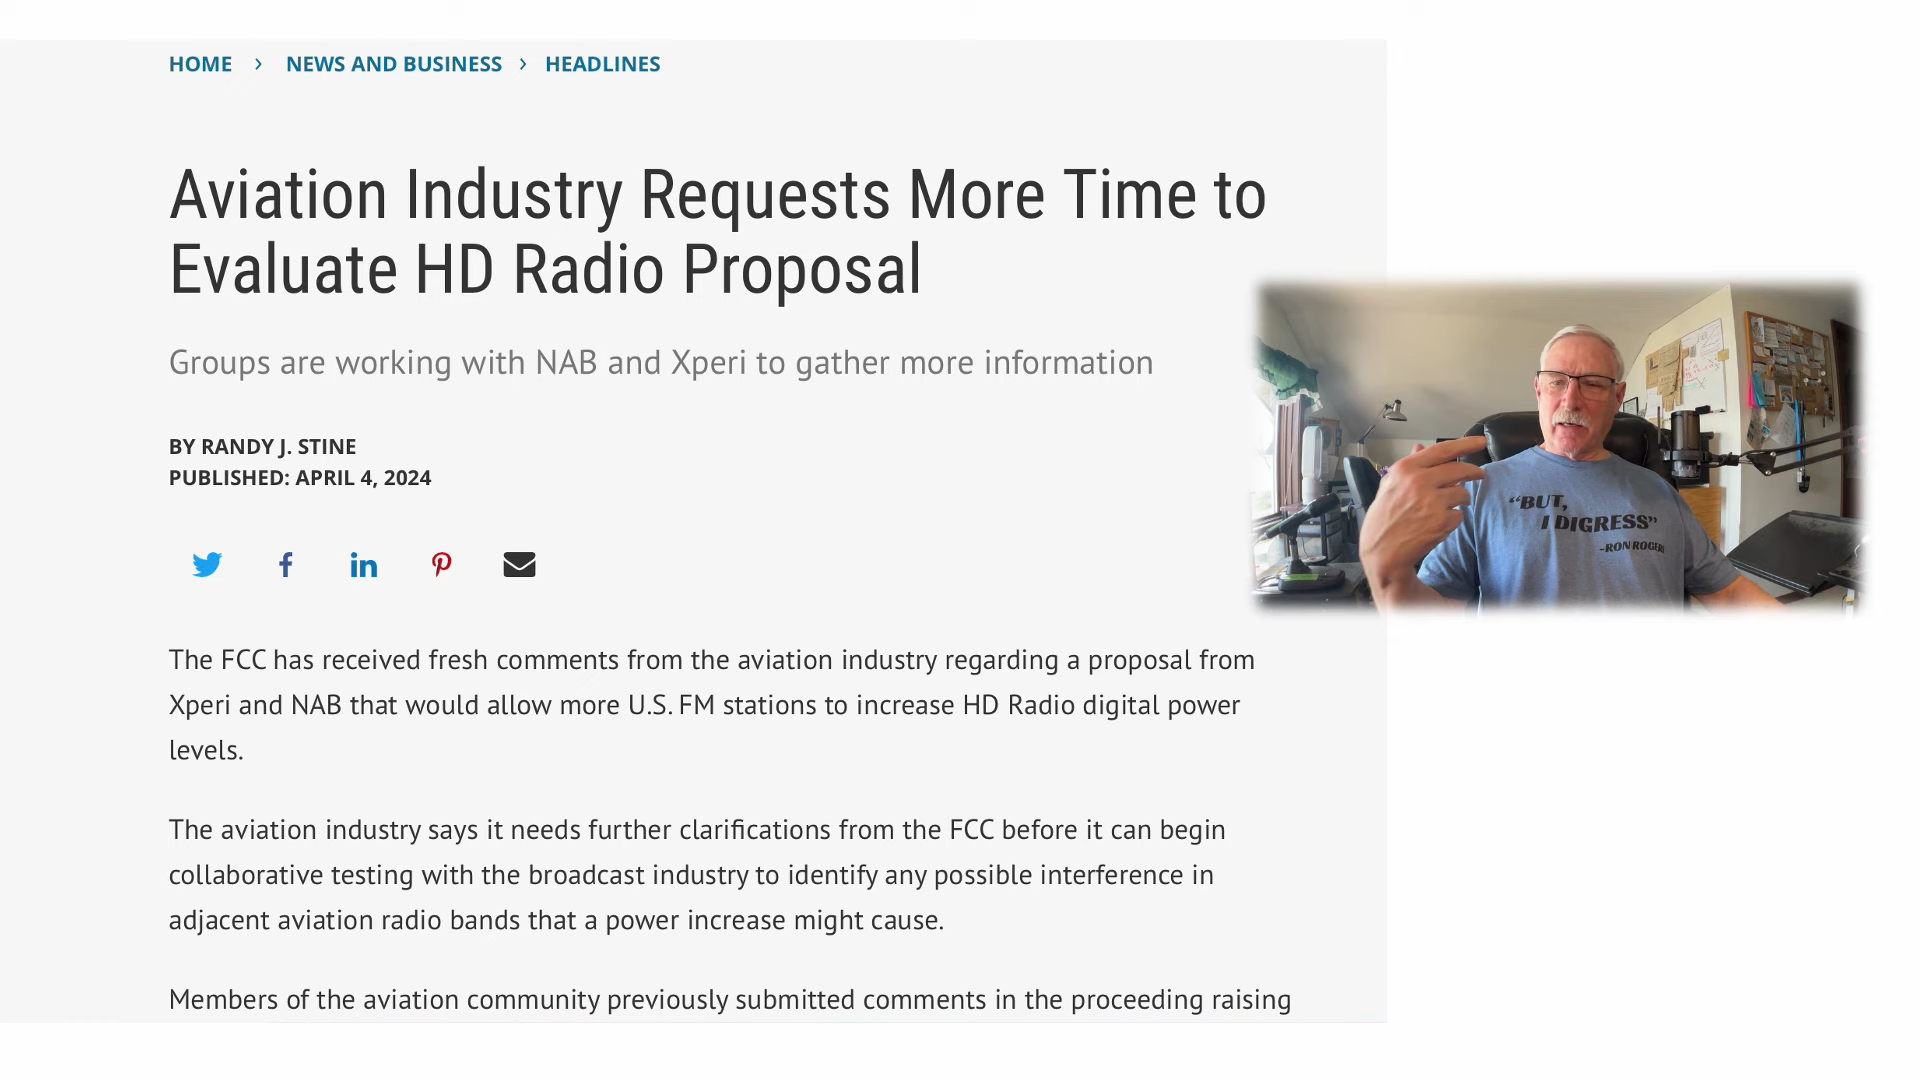 HOME > NEWS AND BUSINESS > HEADLINES
Aviation Industry Requests More Time to
Evaluate HD Radio Proposal
Groups are working with NAB and Xperi to gather more information
BY RANDY J. STINE
PUBLISHED: APRIL 4, 2024
The FCC has received fresh comments from the aviation industry regarding a proposal from
Xperi and NAB that would allow more U.S. FM stations to increase HD Radio digital power
levels.
The aviation industry says it needs further clarifications from the FCC before it can begin
collaborative testing with the broadcast industry to identify any possible interference in
adjacent aviation radio bands that a power increase might cause.
Members of the aviation community previously submitted comments in the proceeding raising
“BUT,
I DIGRESS”
-RON ROGERS